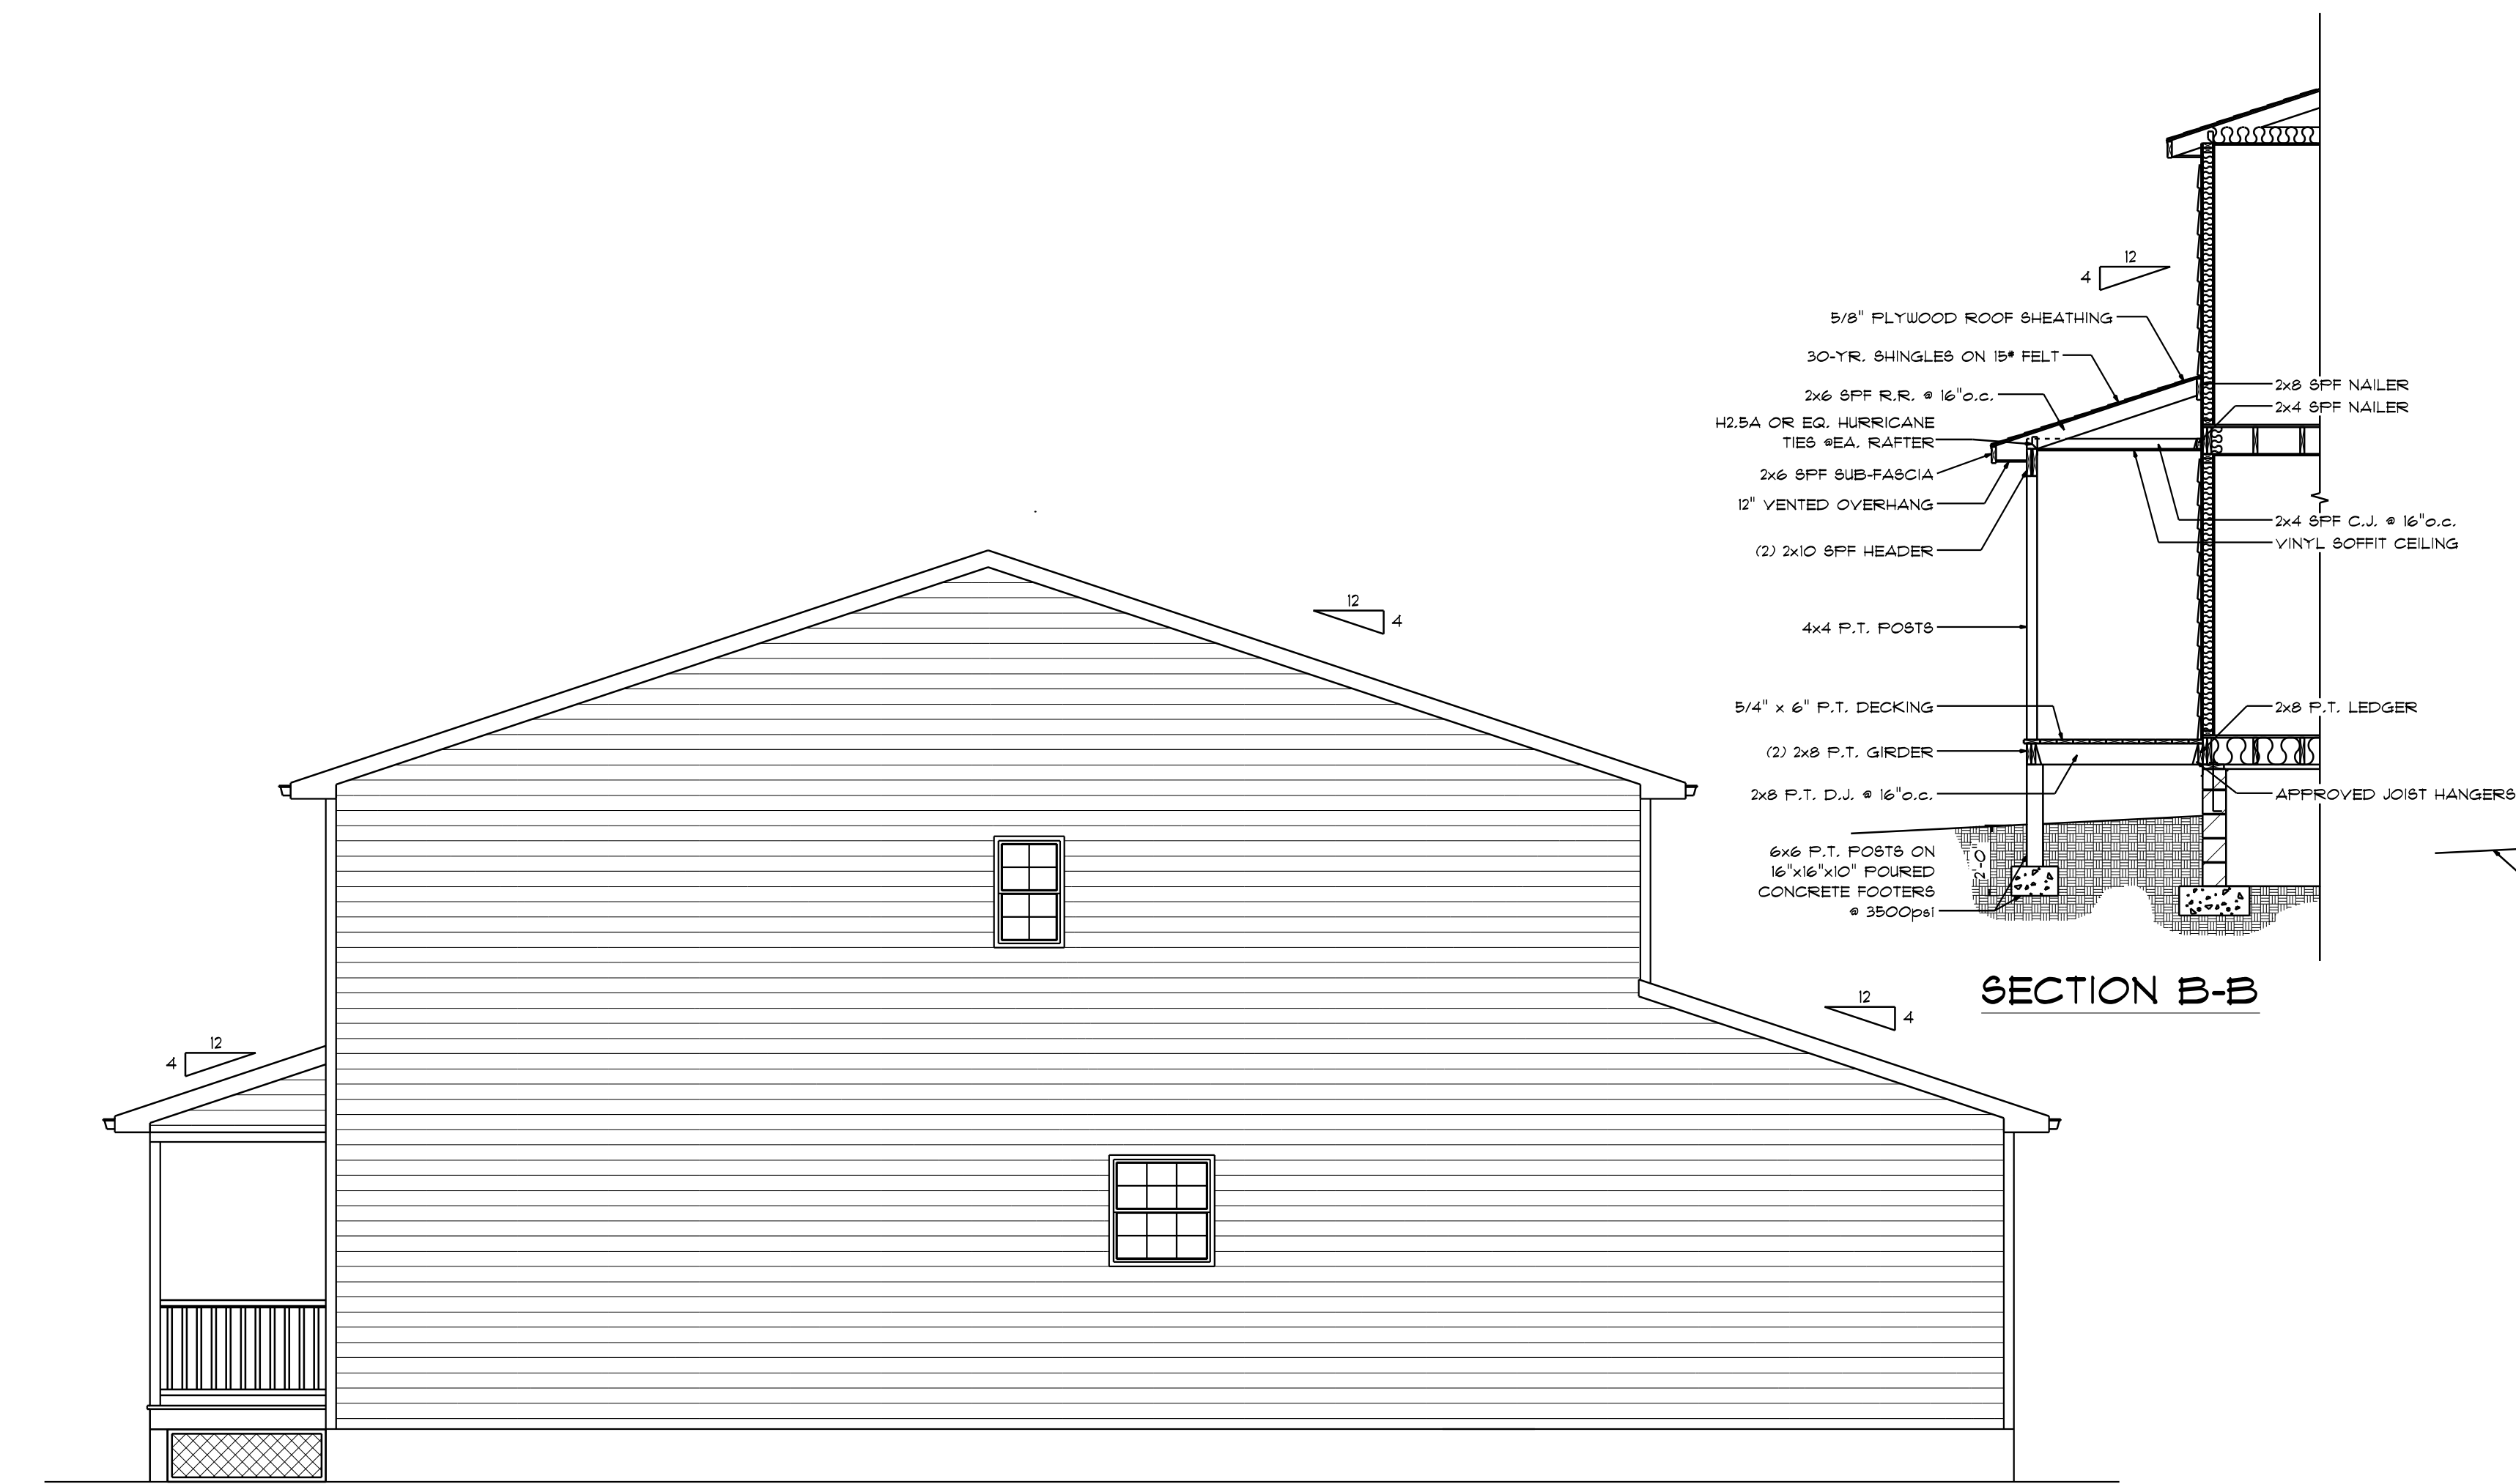 12
4
5/8" PLYWOOD ROOF SHEATHING
30-YR. SHINGLES ON 15# FELT
2x6 SPF R.R. @ 16"o.c.
H2.5A OR EQ. HURRICANE
TIES @EA. RAFTER
2x6 SPF SUB-FASCIA
12" VENTED OVERHANG
(2) 2x10 SPF HEADER
4x4 P.T. POSTS
5/4" x 6" P.T. DECKING
(2) 2x8 P.T. GIRDER
2x8 P.T. D.J. @ 16"o.c.
6x6 P.T. POSTS ON
16"x16"x10" POURED
CONCRETE FOOTERS
@ 3500psi
2'-0"
2x8 SPF NAILER
2x4 SPF NAILER
2x4 SPF C.J. @ 16"o.c.
VINYL SOFFIT CEILING
2x8 P.T. LEDGER
APPROVED JOIST HANGERS
SECTION B-B
12
4
12
4
12
4